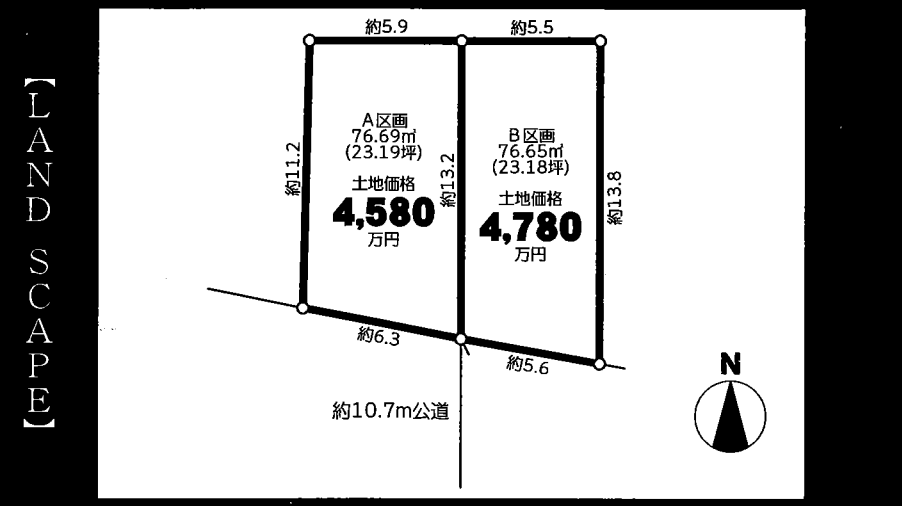 【LAND SCAPE】
約5.9
約5.5
A区画
76.69㎡
(23.19坪)
土地価格
4,580
万円
約11.2
約13.2
B区画
76.65㎡
(23.18坪)
土地価格
4,780
万円
約13.8
約6.3
約5.6
約10.7m公道
N